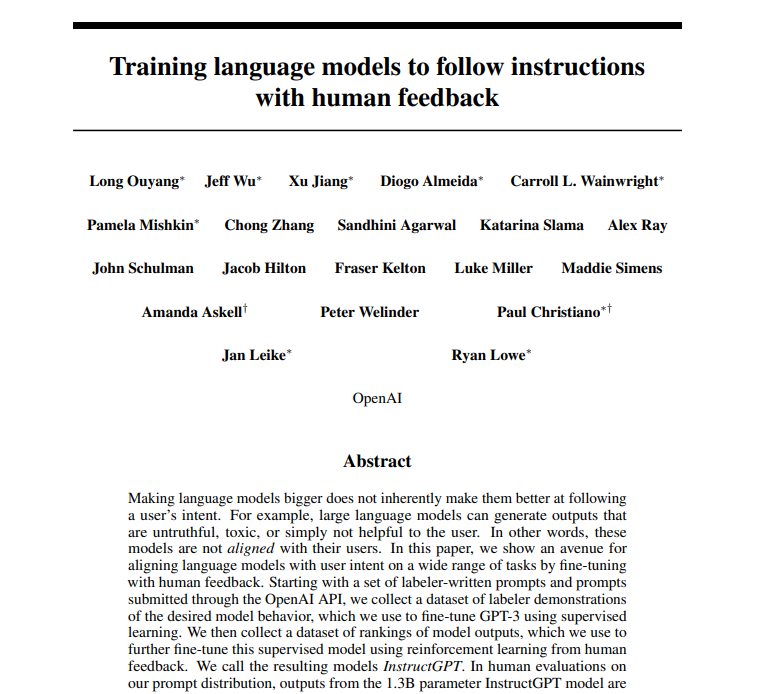 Training language models to follow instructions
with human feedback
Long Ouyang* Jeff Wu* Xu Jiang* Diogo Almeida* Carroll L. Wainwright*
Pamela Mishkin* Chong Zhang Sandhini Agarwal Katarina Slama Alex Ray
John Schulman Jacob Hilton Fraser Kelton Luke Miller Maddie Simens
Amanda Askell† Peter Welinder Paul Christiano*†
Jan Leike* Ryan Lowe*
OpenAI
Abstract
Making language models bigger does not inherently make them better at following
a user's intent. For example, large language models can generate outputs that
are untruthful, toxic, or simply not helpful to the user. In other words, these
models are not aligned with their users. In this paper, we show an avenue for
aligning language models with user intent on a wide range of tasks by fine-tuning
with human feedback. Starting with a set of labeler-written prompts and prompts
submitted through the OpenAI API, we collect a dataset of labeler demonstrations
of the desired model behavior, which we use to fine-tune GPT-3 using supervised
learning. We then collect a dataset of rankings of model outputs, which we use to
further fine-tune this supervised model using reinforcement learning from human
feedback. We call the resulting models InstructGPT. In human evaluations on
our prompt distribution, outputs from the 1.3B parameter InstructGPT model are